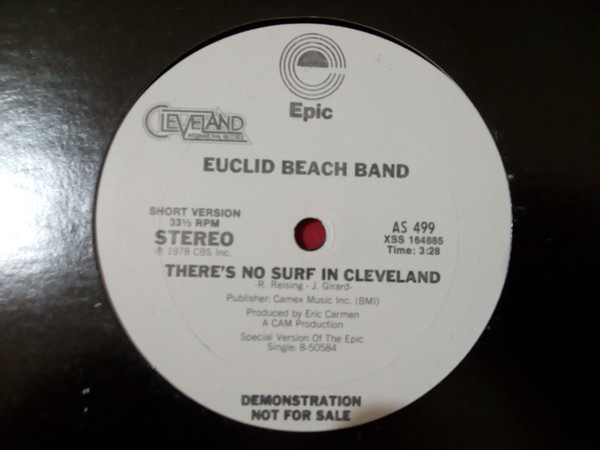 Epic
CLEVELAND
INTERNATIONAL RECORDS
EUCLID BEACH BAND
SHORT VERSION
33⅓ RPM
STEREO
℗ 1978 CBS Inc.
AS 499
XSS 164885
Time: 3:28
THERE'S NO SURF IN CLEVELAND
-R. Reising - J. Girard-
Publisher: Camex Music Inc. (BMI)
Produced by Eric Carmen
A CAM Production
Special Version Of The Epic
Single: 8-50584
DEMONSTRATION
NOT FOR SALE